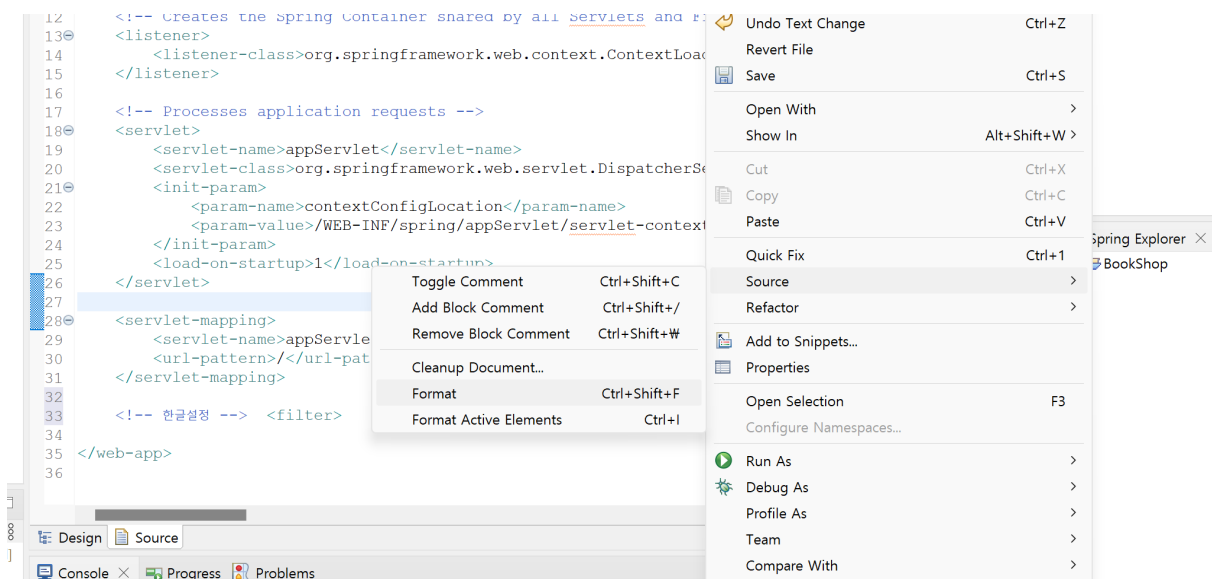 12 <!-- Creates the Spring Container shared by all Servlets and Fi
13 <listener>
14 <listener-class>org.springframework.web.context.ContextLoad
15 </listener>
16
17 <!-- Processes application requests -->
18 <servlet>
19 <servlet-name>appServlet</servlet-name>
20 <servlet-class>org.springframework.web.servlet.DispatcherSe
21 <init-param>
22 <param-name>contextConfigLocation</param-name>
23 <param-value>/WEB-INF/spring/appServlet/servlet-context
24 </init-param>
25 <load-on-startup>1</load-on-startup>
26 </servlet>
27
28 <servlet-mapping>
29 <servlet-name>appServle
30 <url-pattern>/</url-pat
31 </servlet-mapping>
32
33 <!-- 한글설정 --> <filter>
34
35 </web-app>
36
Design Source
Console Progress Problems
Toggle Comment Ctrl+Shift+C
Add Block Comment Ctrl+Shift+/
Remove Block Comment Ctrl+Shift+₩
Cleanup Document...
Format Ctrl+Shift+F
Format Active Elements Ctrl+I
Undo Text Change Ctrl+Z
Revert File
Save Ctrl+S
Open With
Show In Alt+Shift+W
Cut Ctrl+X
Copy Ctrl+C
Paste Ctrl+V
Quick Fix Ctrl+1
Source
Refactor
Add to Snippets...
Properties
Open Selection F3
Configure Namespaces...
Run As
Debug As
Profile As
Team
Compare With
Spring Explorer
BookShop